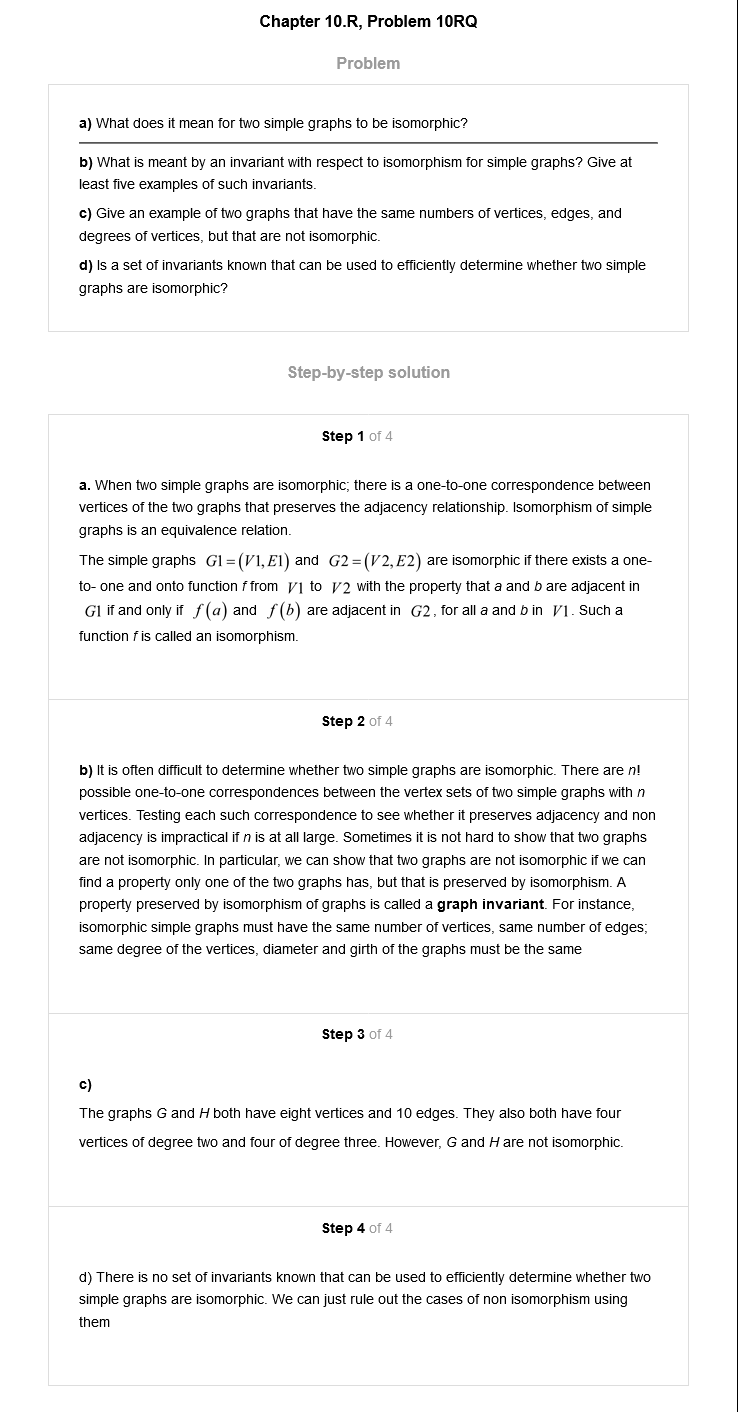 Chapter 10.R, Problem 10RQ
Problem
a) What does it mean for two simple graphs to be isomorphic?
b) What is meant by an invariant with respect to isomorphism for simple graphs? Give at
least five examples of such invariants.
c) Give an example of two graphs that have the same numbers of vertices, edges, and
degrees of vertices, but that are not isomorphic.
d) Is a set of invariants known that can be used to efficiently determine whether two simple
graphs are isomorphic?
Step-by-step solution
Step 1 of 4
a. When two simple graphs are isomorphic; there is a one-to-one correspondence between
vertices of the two graphs that preserves the adjacency relationship. Isomorphism of simple
graphs is an equivalence relation.
The simple graphs G1=(V1,E1) and G2=(V2,E2) are isomorphic if there exists a one-
to- one and onto function f from V1 to V2 with the property that a and b are adjacent in
G1 if and only if f(a) and f(b) are adjacent in G2, for all a and b in V1. Such a
function f is called an isomorphism.
Step 2 of 4
b) It is often difficult to determine whether two simple graphs are isomorphic. There are n!
possible one-to-one correspondences between the vertex sets of two simple graphs with n
vertices. Testing each such correspondence to see whether it preserves adjacency and non
adjacency is impractical if n is at all large. Sometimes it is not hard to show that two graphs
are not isomorphic. In particular, we can show that two graphs are not isomorphic if we can
find a property only one of the two graphs has, but that is preserved by isomorphism. A
property preserved by isomorphism of graphs is called a graph invariant. For instance,
isomorphic simple graphs must have the same number of vertices, same number of edges;
same degree of the vertices, diameter and girth of the graphs must be the same
Step 3 of 4
c)
The graphs G and H both have eight vertices and 10 edges. They also both have four
vertices of degree two and four of degree three. However, G and H are not isomorphic.
Step 4 of 4
d) There is no set of invariants known that can be used to efficiently determine whether two
simple graphs are isomorphic. We can just rule out the cases of non isomorphism using
them